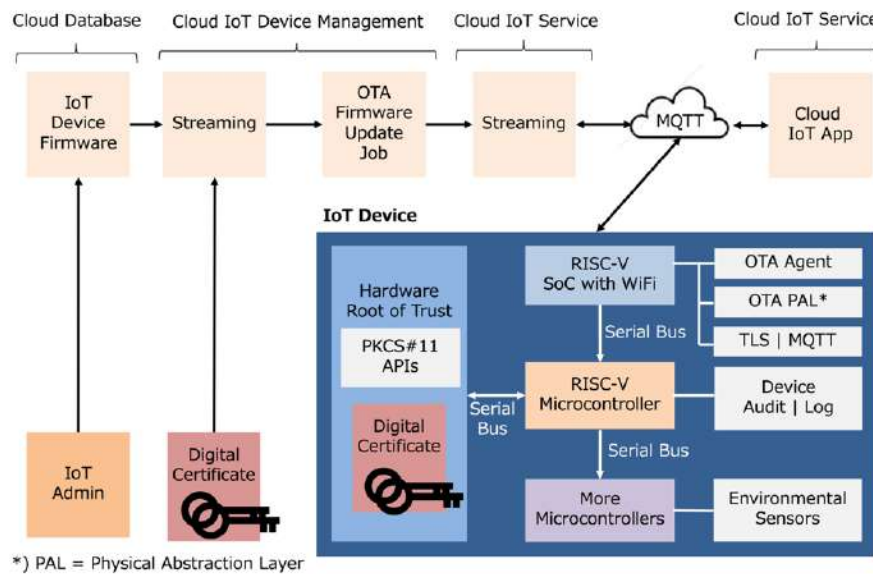 Cloud Database
Cloud IoT Device Management
Cloud IoT Service
Cloud IoT Service
IoT
Device
Firmware
Streaming
OTA
Firmware
Update
Job
Streaming
MQTT
Cloud
IoT App
IoT Device
Hardware
Root of Trust
PKCS#11
APIs
Digital
Certificate
RISC-V
SoC with WiFi
OTA Agent
OTA PAL*
TLS | MQTT
Serial Bus
RISC-V
Microcontroller
Device
Audit | Log
Serial
Bus
Serial Bus
More
Microcontrollers
Environmental
Sensors
IoT
Admin
Digital
Certificate
*) PAL = Physical Abstraction Layer